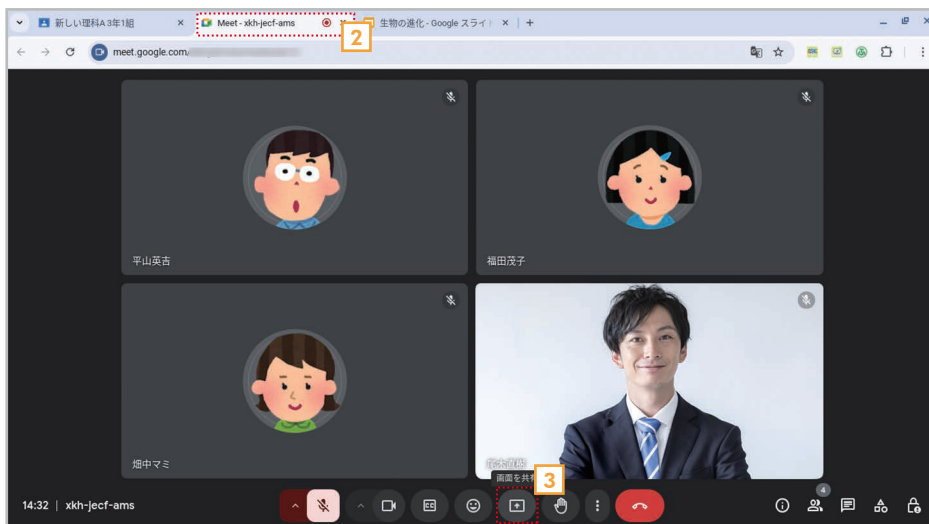 新しい理科A 3年1組
Meet - xkh-jecf-ams
生物の進化 - Google スライド
2
meet.google.com/
平山英吉
福田茂子
畑中マミ
画面を共有
3
14:32 | xkh-jecf-ams
CC
4